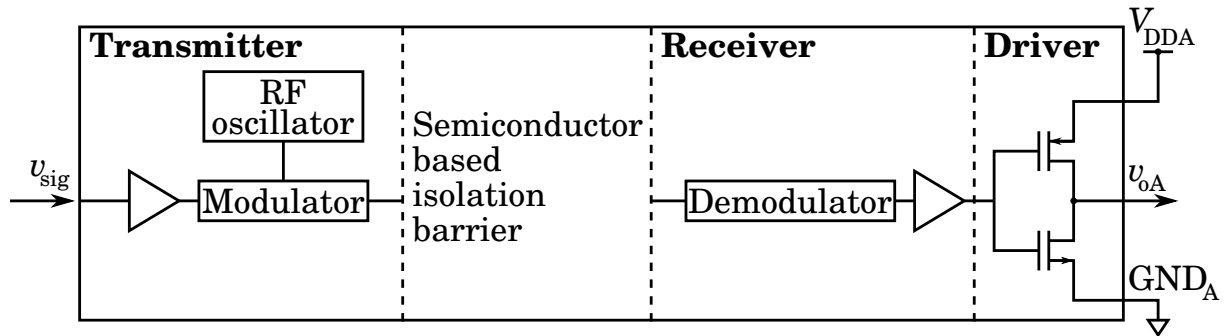 Transmitter
Receiver
Driver
V_DDA
RF
oscillator
Semiconductor
based
isolation
barrier
v_sig
Modulator
Demodulator
v_oA
GND_A